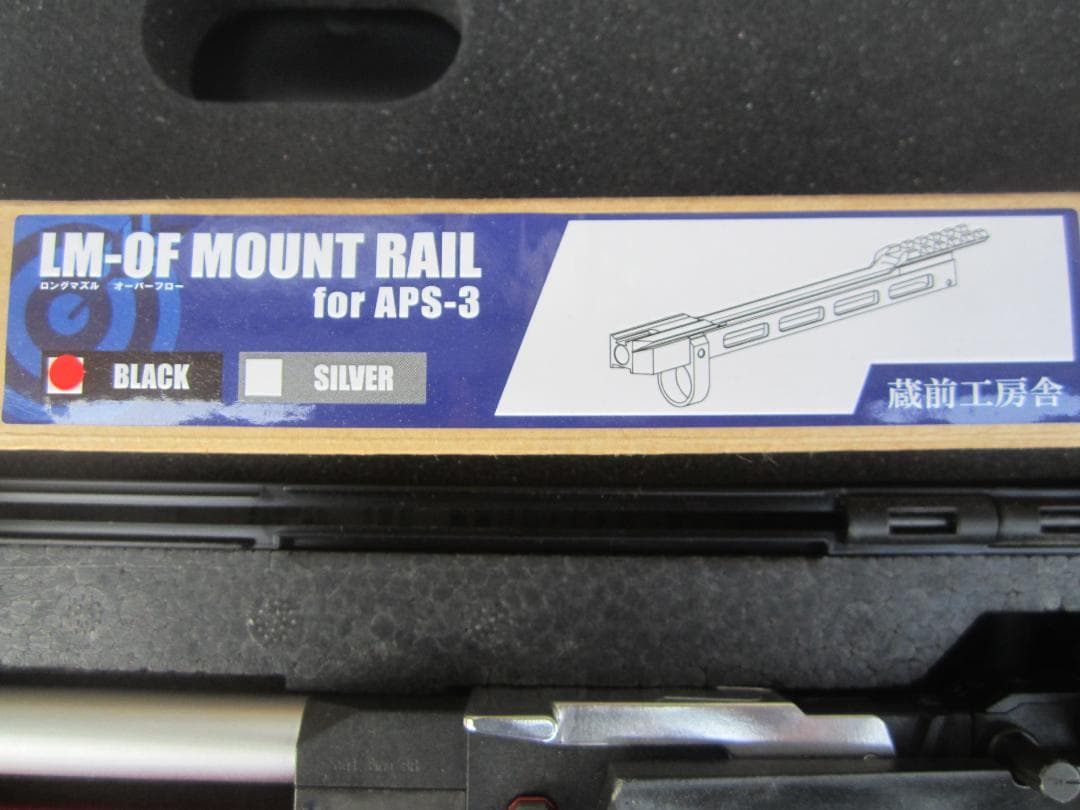 LM-OF MOUNT RAIL
ロングマズル オーバーフロー
for APS-3
BLACK SILVER
蔵前工房舎